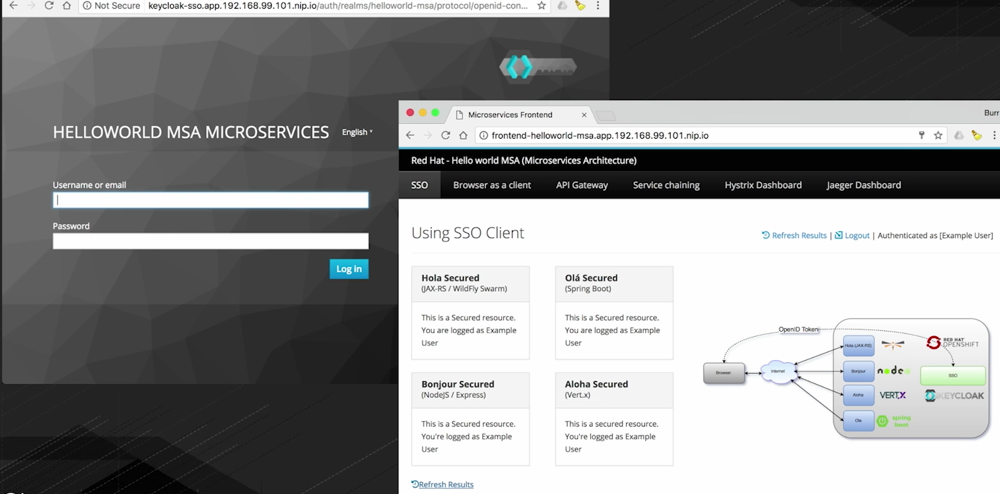 Not Secure
keycloak-sso.app.192.168.99.101.nip.io/auth/realms/helloworld-msa/protocol/openid-con...
HELLOWORLD MSA MICROSERVICES
English
Username or email
Password
Log in
Microservices Frontend
Burr
frontend-helloworld-msa.app.192.168.99.101.nip.io
Red Hat - Hello world MSA (Microservices Architecture)
SSO
Browser as a client
API Gateway
Service chaining
Hystrix Dashboard
Jaeger Dashboard
Using SSO Client
Refresh Results | Logout | Authenticated as [Example User]
Hola Secured
(JAX-RS / WildFly Swarm)
This is a Secured resource.
You are logged as Example
User
Olá Secured
(Spring Boot)
This is a Secured resource.
You are logged as Example
User
Bonjour Secured
(NodeJS / Express)
This is a Secured resource.
You're logged as Example
User
Aloha Secured
(Vert.x)
This is a secured resource.
You're logged as Example
User
Refresh Results
OpenID Token
Browser
Internet
Hola (JAX-RS)
RED HAT
OPENSHIFT
Bonjour
node
SSO
Aloha
VERT.X
KEYCLOAK
Ola
spring
boot